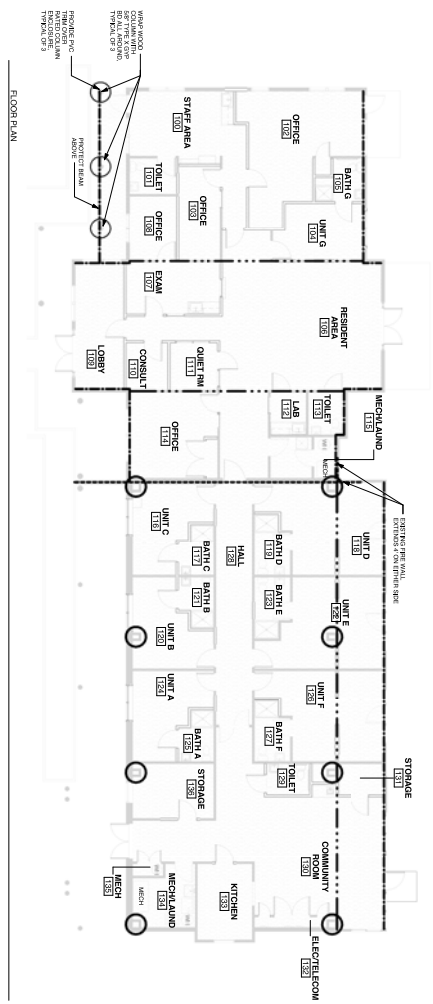 WRAP WOOD
COLUMN WITH
5/8" TYPE X GYP
BD ALL AROUND,
TYPICAL OF 3
PROVIDE PVC
TRIM OVER
RATED COLUMN
ENCLOSURE,
TYPICAL OF 3
PROTECT BEAM
ABOVE
STAFF AREA
100
OFFICE
102
BATH G
105
TOILET
101
OFFICE
103
UNIT G
104
OFFICE
108
EXAM
107
RESIDENT
AREA
106
LOBBY
109
CONSULT
110
QUIET RM
111
LAB
112
TOILET
113
MECH/LAUND
115
OFFICE
114
MECH
EXISTING FIRE WALL
EXTENDS 4' ON EITHER SIDE
UNIT C
116
BATH C
117
HALL
128
BATH D
119
UNIT D
118
BATH B
121
BATH E
123
UNIT E
122
UNIT B
120
UNIT A
124
BATH A
125
UNIT F
126
BATH F
127
STORAGE
136
TOILET
129
STORAGE
131
COMMUNITY
ROOM
130
KITCHEN
133
MECH/LAUND
134
MECH
MECH
135
ELEC/TELECOM
132
FLOOR PLAN